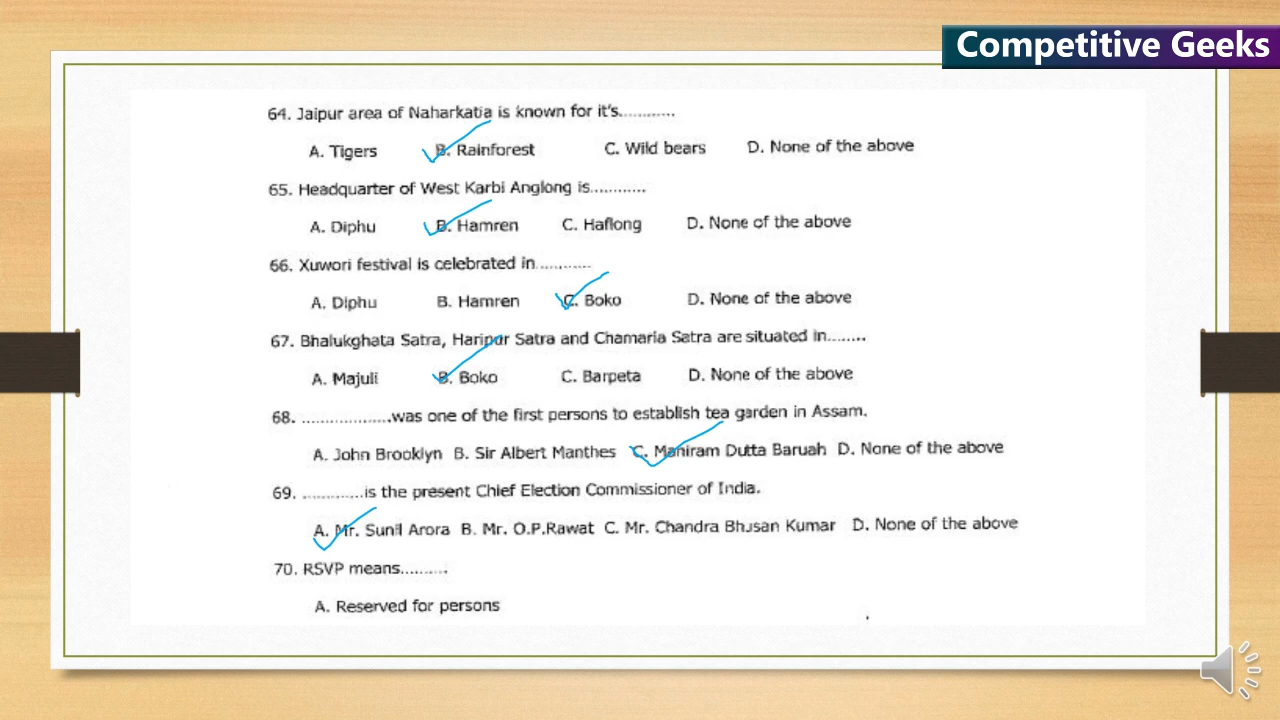 Competitive Geeks
64. Jaipur area of Naharkatia is known for it's............
A. Tigers B. Rainforest C. Wild bears D. None of the above
65. Headquarter of West Karbi Anglong is............
A. Diphu B. Hamren C. Haflong D. None of the above
66. Xuwori festival is celebrated in............
A. Diphu B. Hamren C. Boko D. None of the above
67. Bhalukghata Satra, Haripur Satra and Chamaria Satra are situated in........
A. Majuli B. Boko C. Barpeta D. None of the above
68. ....................was one of the first persons to establish tea garden in Assam.
A. John Brooklyn B. Sir Albert Manthes C. Maniram Dutta Baruah D. None of the above
69. .............is the present Chief Election Commissioner of India.
A. Mr. Sunil Arora B. Mr. O.P.Rawat C. Mr. Chandra Bhusan Kumar D. None of the above
70. RSVP means..........
A. Reserved for persons